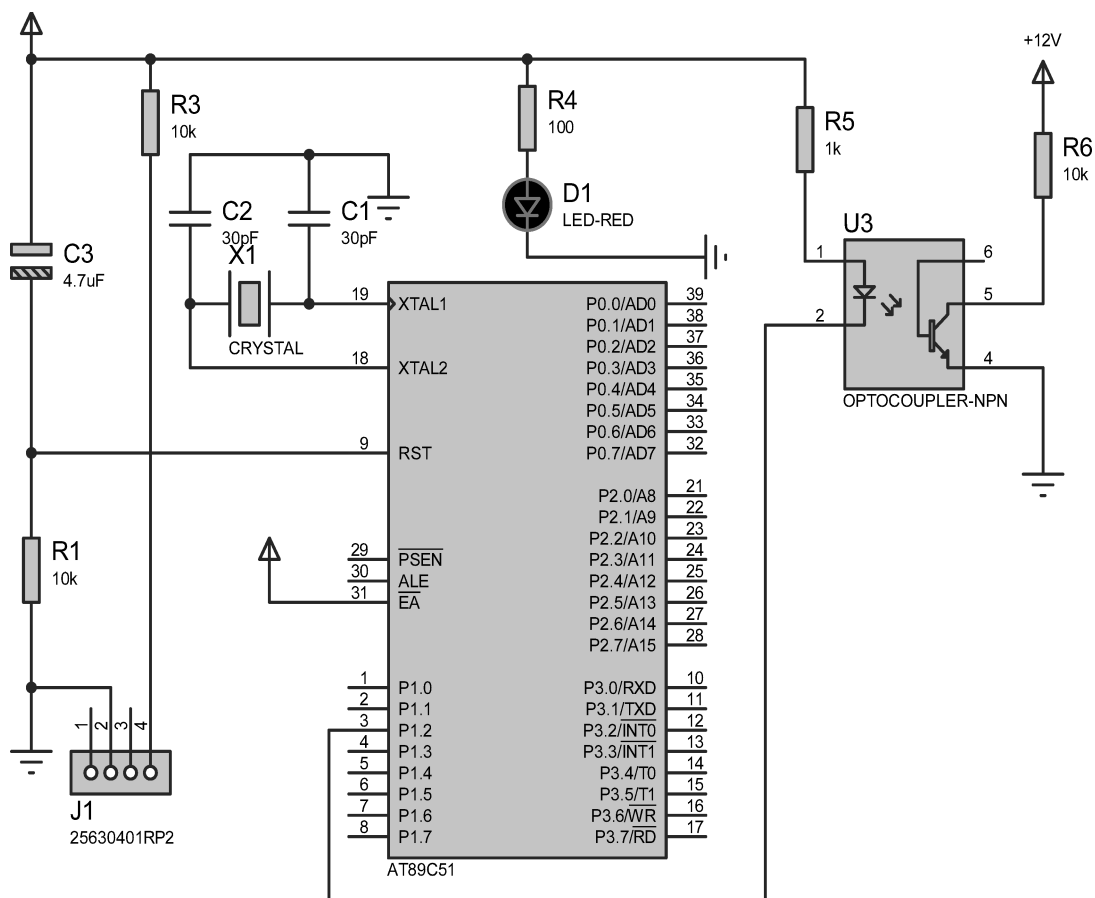 +12V
R3
10k
R4
100
R5
1k
R6
10k
C2
30pF
C1
30pF
D1
LED-RED
C3
4.7uF
X1
CRYSTAL
U3
1
2
6
5
4
OPTOCOUPLER-NPN
19 XTAL1
18 XTAL2
9 RST
29 PSEN
30 ALE
31 EA
1 P1.0
2 P1.1
3 P1.2
4 P1.3
5 P1.4
6 P1.5
7 P1.6
8 P1.7
P0.0/AD0 39
P0.1/AD1 38
P0.2/AD2 37
P0.3/AD3 36
P0.4/AD4 35
P0.5/AD5 34
P0.6/AD6 33
P0.7/AD7 32
P2.0/A8 21
P2.1/A9 22
P2.2/A10 23
P2.3/A11 24
P2.4/A12 25
P2.5/A13 26
P2.6/A14 27
P2.7/A15 28
P3.0/RXD 10
P3.1/TXD 11
P3.2/INT0 12
P3.3/INT1 13
P3.4/T0 14
P3.5/T1 15
P3.6/WR 16
P3.7/RD 17
AT89C51
R1
10k
1
2
3
4
J1
25630401RP2